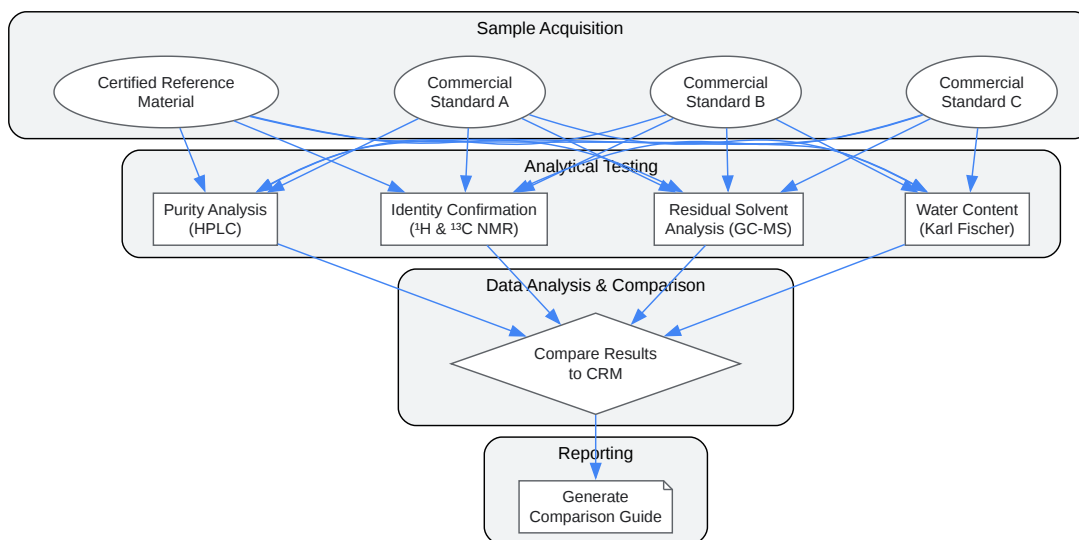 Sample Acquisition
Certified Reference
Material
Commercial
Standard A
Commercial
Standard B
Commercial
Standard C
Analytical Testing
Purity Analysis
(HPLC)
Identity Confirmation
(¹H & ¹³C NMR)
Residual Solvent
Analysis (GC-MS)
Water Content
(Karl Fischer)
Data Analysis & Comparison
Compare Results
to CRM
Reporting
Generate
Comparison Guide